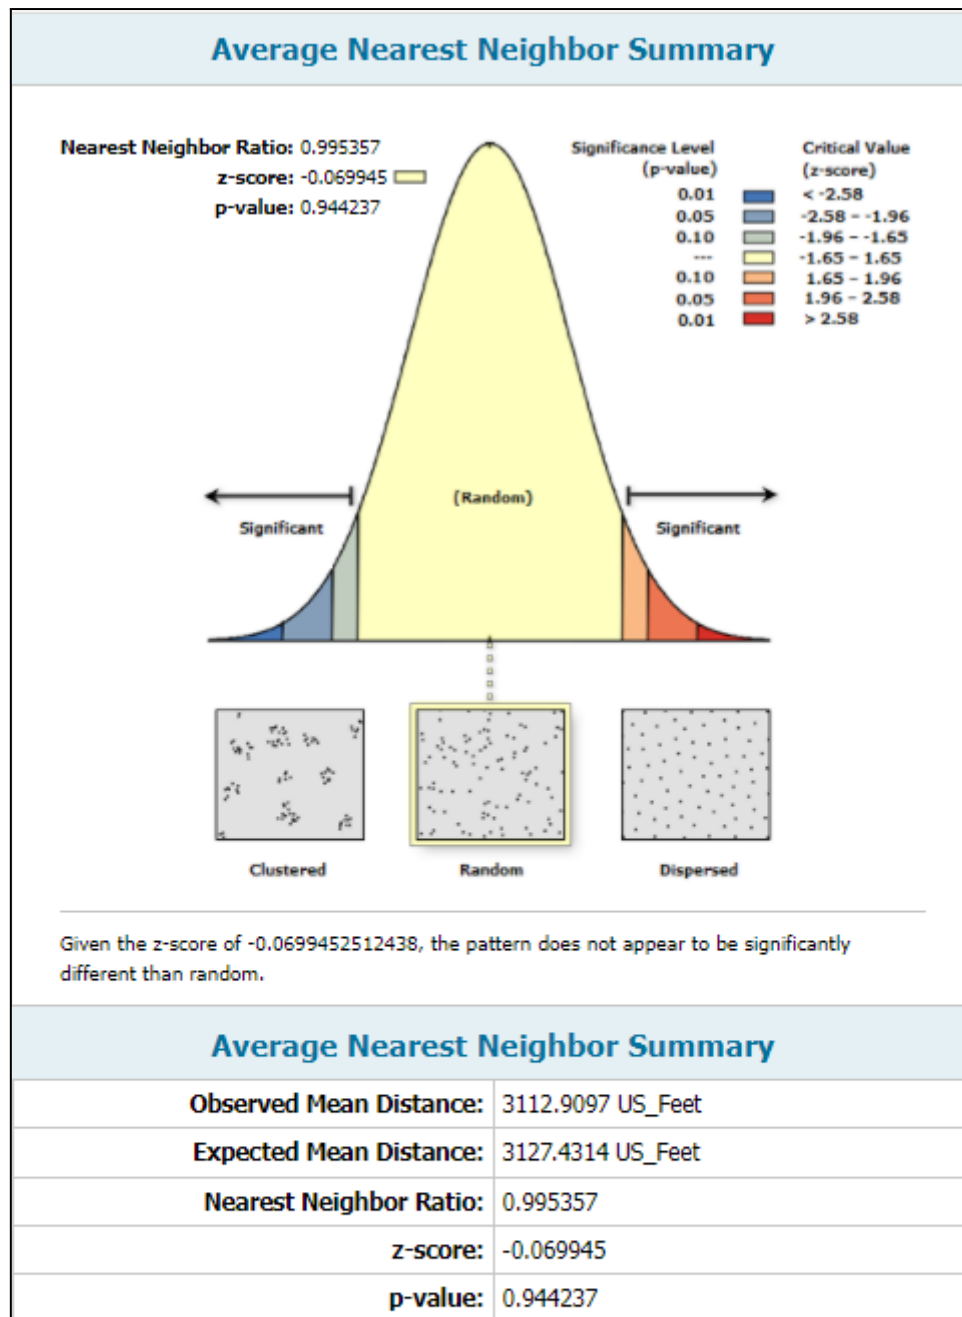 Average Nearest Neighbor Summary
Nearest Neighbor Ratio: 0.995357
z-score: -0.069945
p-value: 0.944237
Significance Level
(p-value)
Critical Value
(z-score)
0.01 < -2.58
0.05 -2.58 – -1.96
0.10 -1.96 – -1.65
--- -1.65 – 1.65
0.10 1.65 – 1.96
0.05 1.96 – 2.58
0.01 > 2.58
(Random)
Significant
Significant
Clustered
Random
Dispersed
Given the z-score of -0.0699452512438, the pattern does not appear to be significantly
different than random.
Average Nearest Neighbor Summary
Observed Mean Distance: 3112.9097 US_Feet
Expected Mean Distance: 3127.4314 US_Feet
Nearest Neighbor Ratio: 0.995357
z-score: -0.069945
p-value: 0.944237